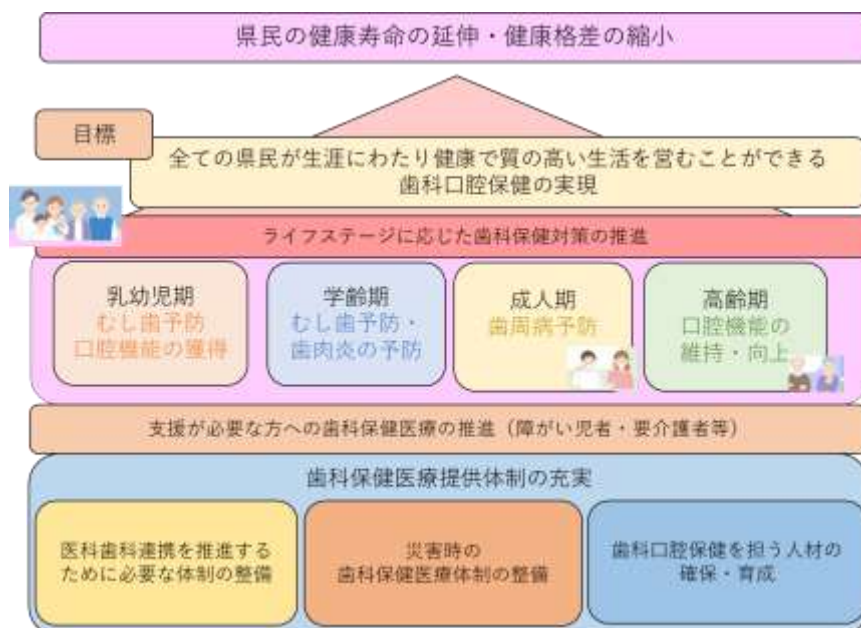 県民の健康寿命の延伸・健康格差の縮小
目標
全ての県民が生涯にわたり健康で質の高い生活を営むことができる
歯科口腔保健の実現
ライフステージに応じた歯科保健対策の推進
乳幼児期
むし歯予防
口腔機能の獲得
学齢期
むし歯予防・
歯肉炎の予防
成人期
歯周病予防
高齢期
口腔機能の
維持・向上
支援が必要な方への歯科保健医療の推進（障がい児者・要介護者等）
歯科保健医療提供体制の充実
医科歯科連携を推進する
ために必要な体制の整備
災害時の
歯科保健医療体制の整備
歯科口腔保健を担う人材の
確保・育成